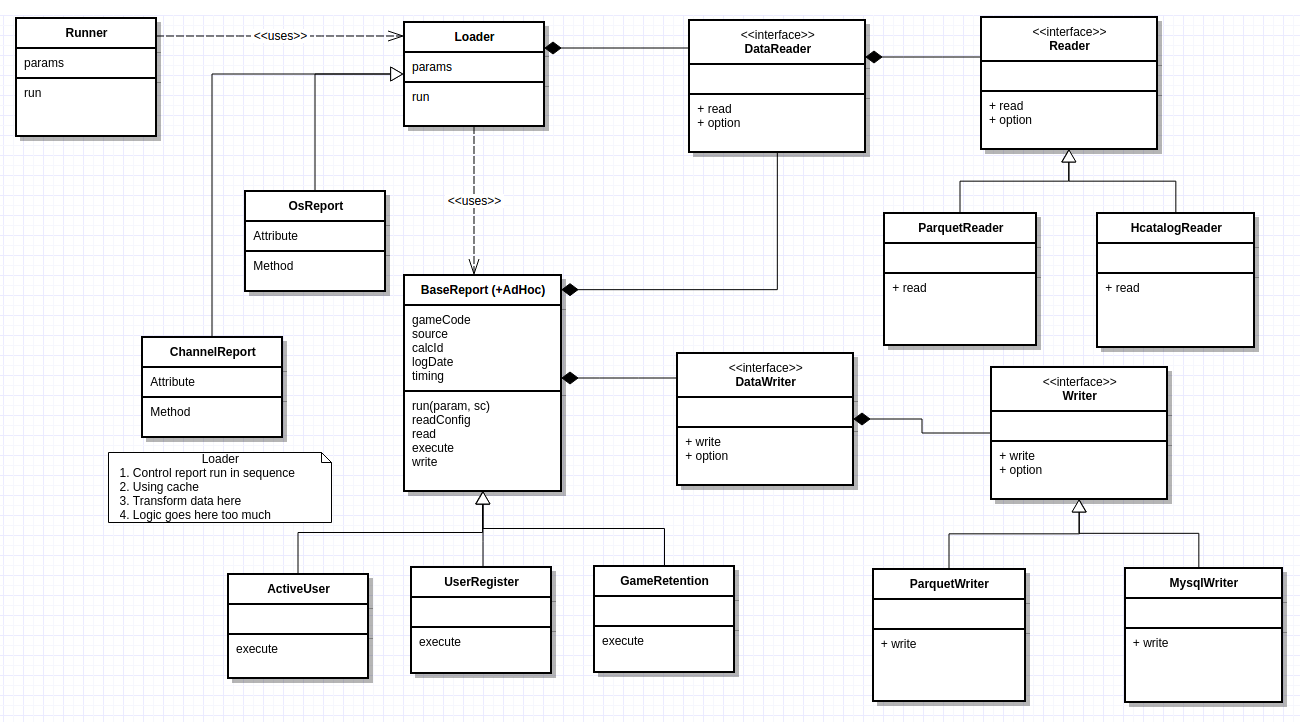 Runner
params
run
<<uses>>
Loader
params
run
<<interface>>
DataReader
+ read
+ option
<<interface>>
Reader
+ read
+ option
OsReport
Attribute
Method
<<uses>>
ParquetReader
+ read
HcatalogReader
+ read
ChannelReport
Attribute
Method
BaseReport (+AdHoc)
gameCode
source
calcId
logDate
timing
run(param, sc)
readConfig
read
execute
write
<<interface>>
DataWriter
+ write
+ option
<<interface>>
Writer
+ write
+ option
Loader
1. Control report run in sequence
2. Using cache
3. Transform data here
4. Logic goes here too much
ActiveUser
execute
UserRegister
execute
GameRetention
execute
ParquetWriter
+ write
MysqlWriter
+ write